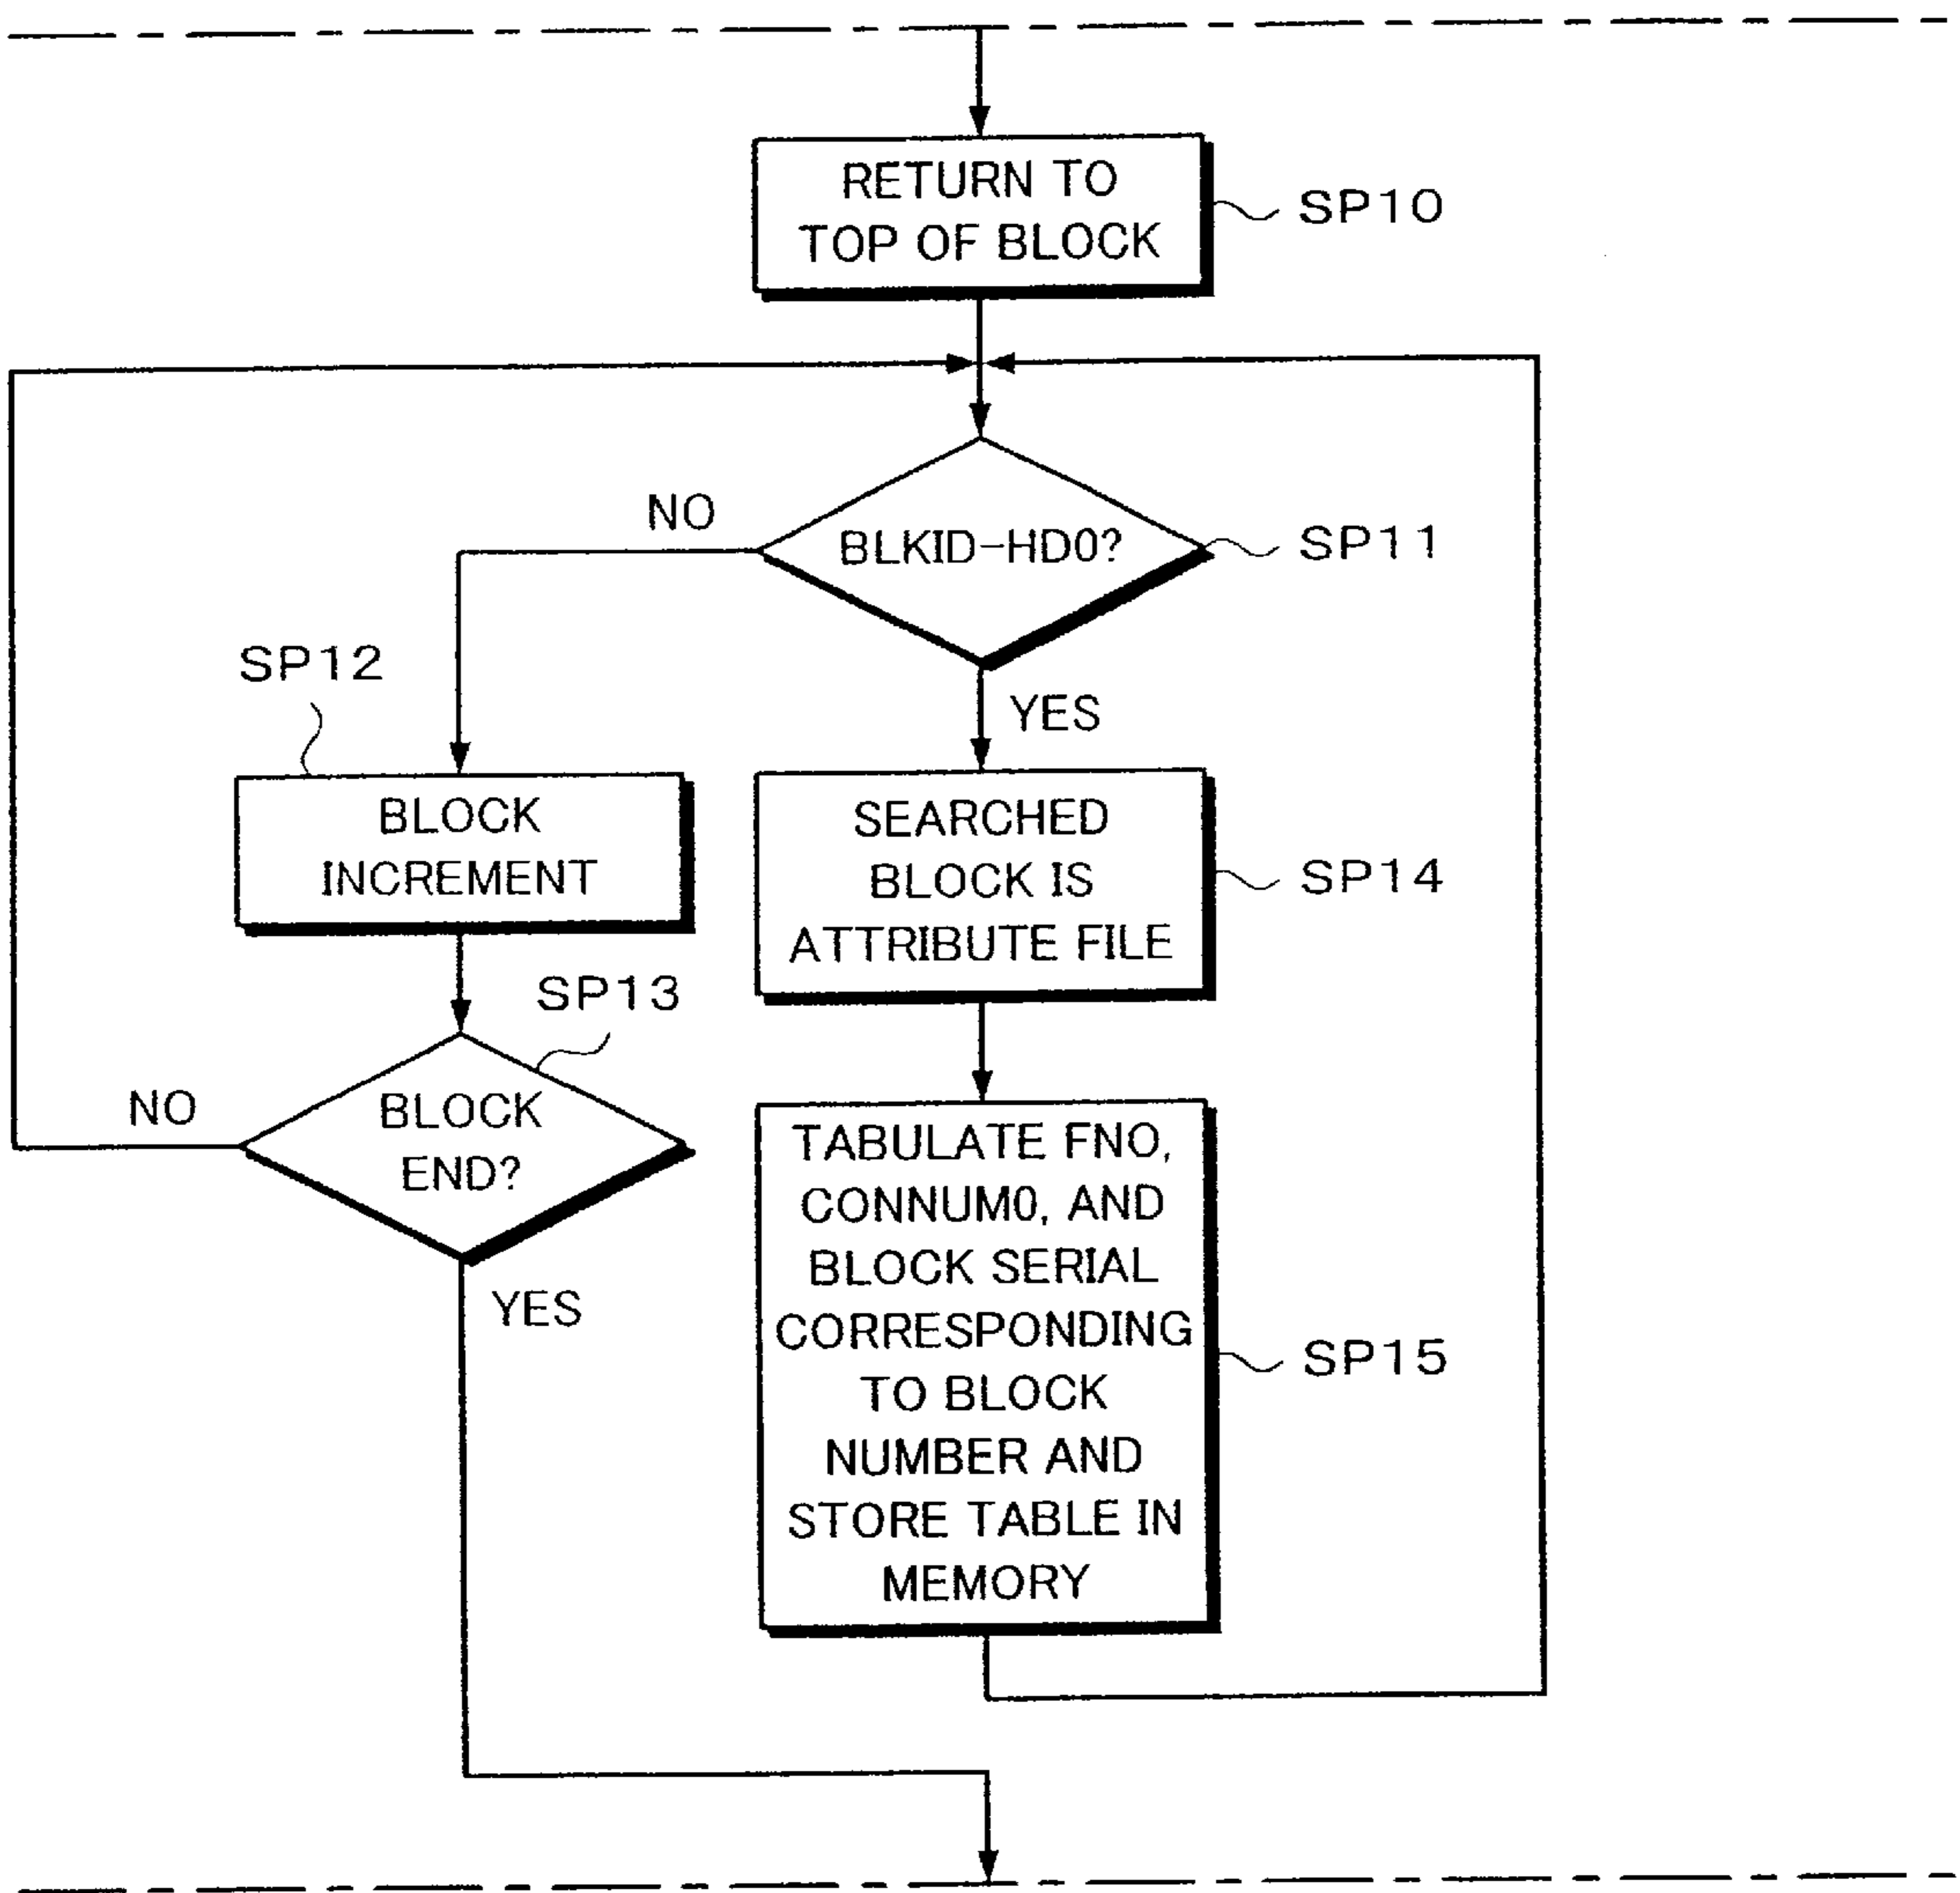 RETURN TO
TOP OF BLOCK
SP10
NO
BLKID-HD0?
SP11
YES
SP12
BLOCK
INCREMENT
SEARCHED
BLOCK IS
ATTRIBUTE FILE
SP14
SP13
NO
BLOCK
END?
YES
TABULATE FNO,
CONNUM0, AND
BLOCK SERIAL
CORRESPONDING
TO BLOCK
NUMBER AND
STORE TABLE IN
MEMORY
SP15